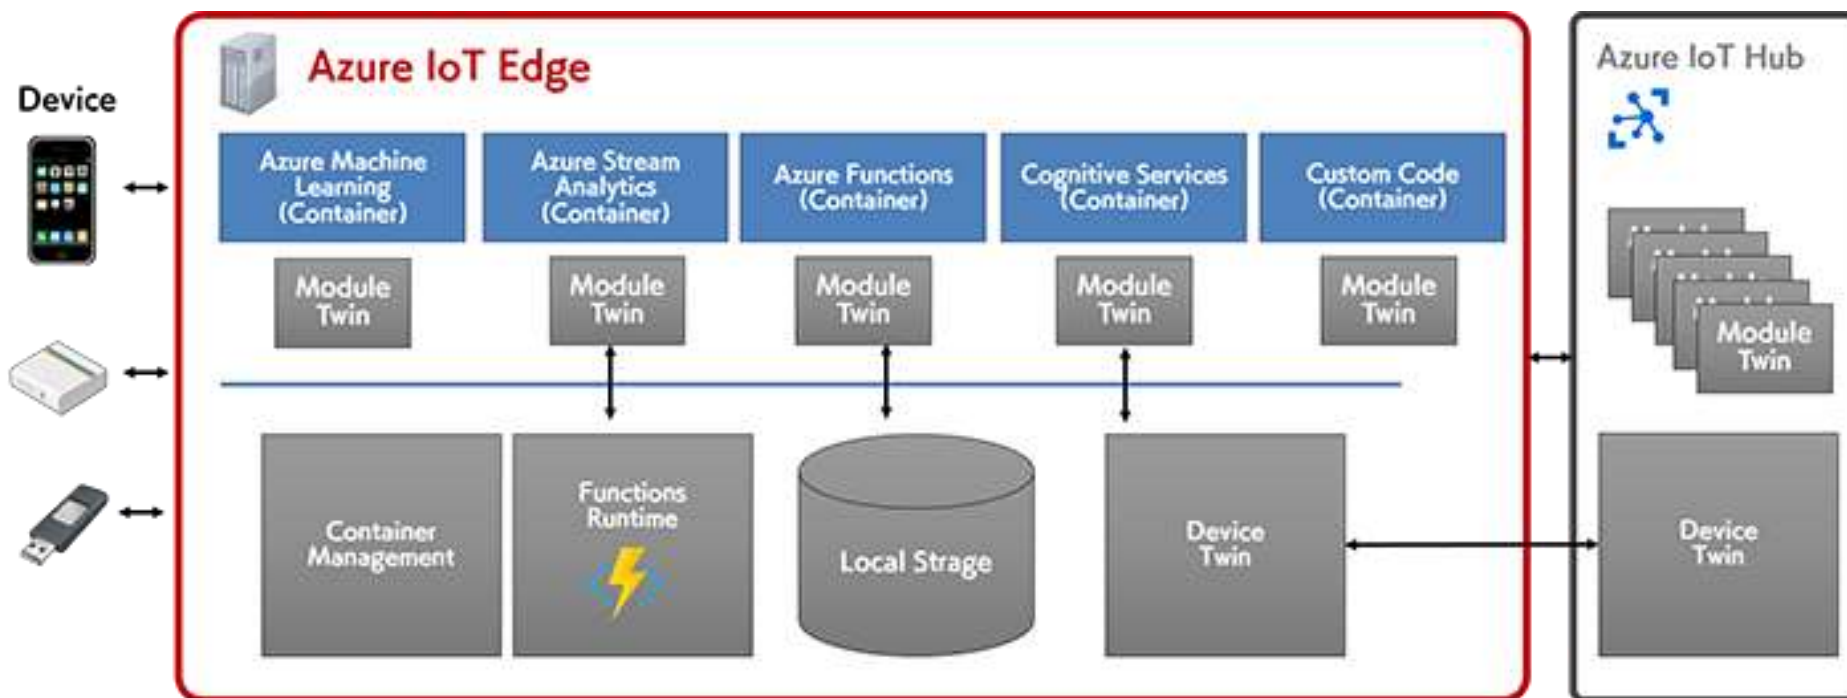 Azure IoT Edge
Azure IoT Hub
Device
Azure Machine
Learning
(Container)
Azure Stream
Analytics
(Container)
Azure Functions
(Container)
Cognitive Services
(Container)
Custom Code
(Container)
Module
Twin
Module
Twin
Module
Twin
Module
Twin
Module
Twin
Module
Twin
Container
Management
Functions
Runtime
Local Strage
Device
Twin
Device
Twin